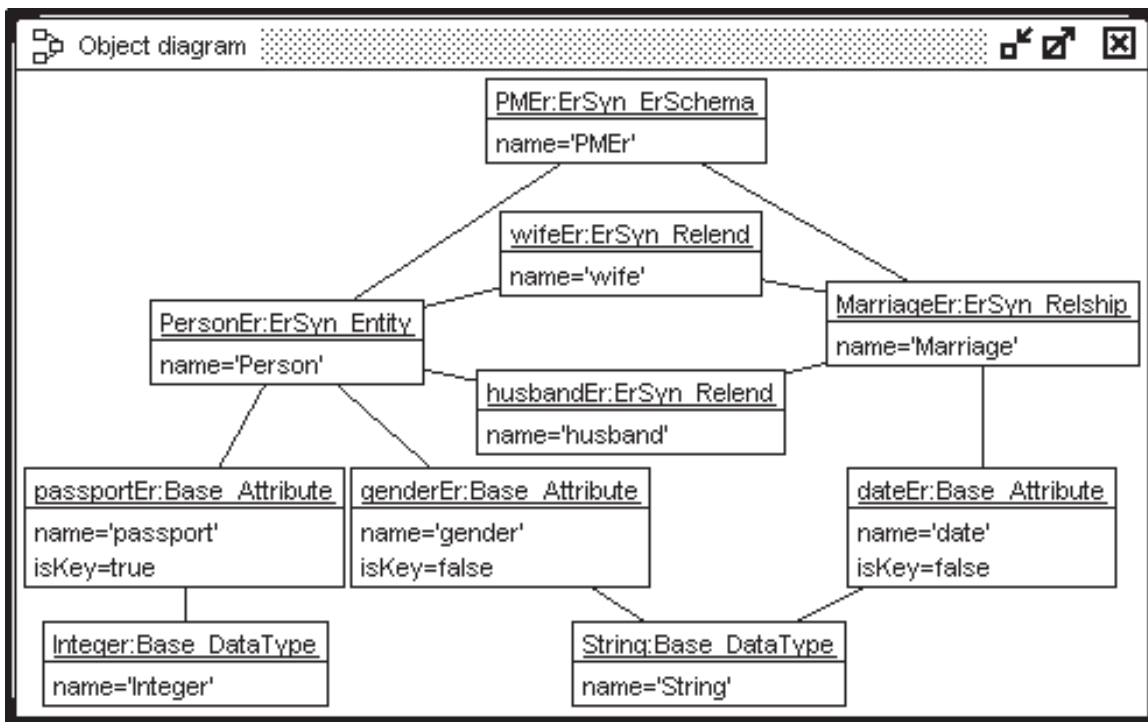 Object diagram
PMEr:ErSyn_ErSchema
name='PMEr'
wifeEr:ErSyn_Relend
name='wife'
MarriageEr:ErSyn_Relship
name='Marriage'
PersonEr:ErSyn_Entity
name='Person'
husbandEr:ErSyn_Relend
name='husband'
passportEr:Base_Attribute
name='passport'
isKey=true
genderEr:Base_Attribute
name='gender'
isKey=false
dateEr:Base_Attribute
name='date'
isKey=false
Integer:Base_DataType
name='Integer'
String:Base_DataType
name='String'